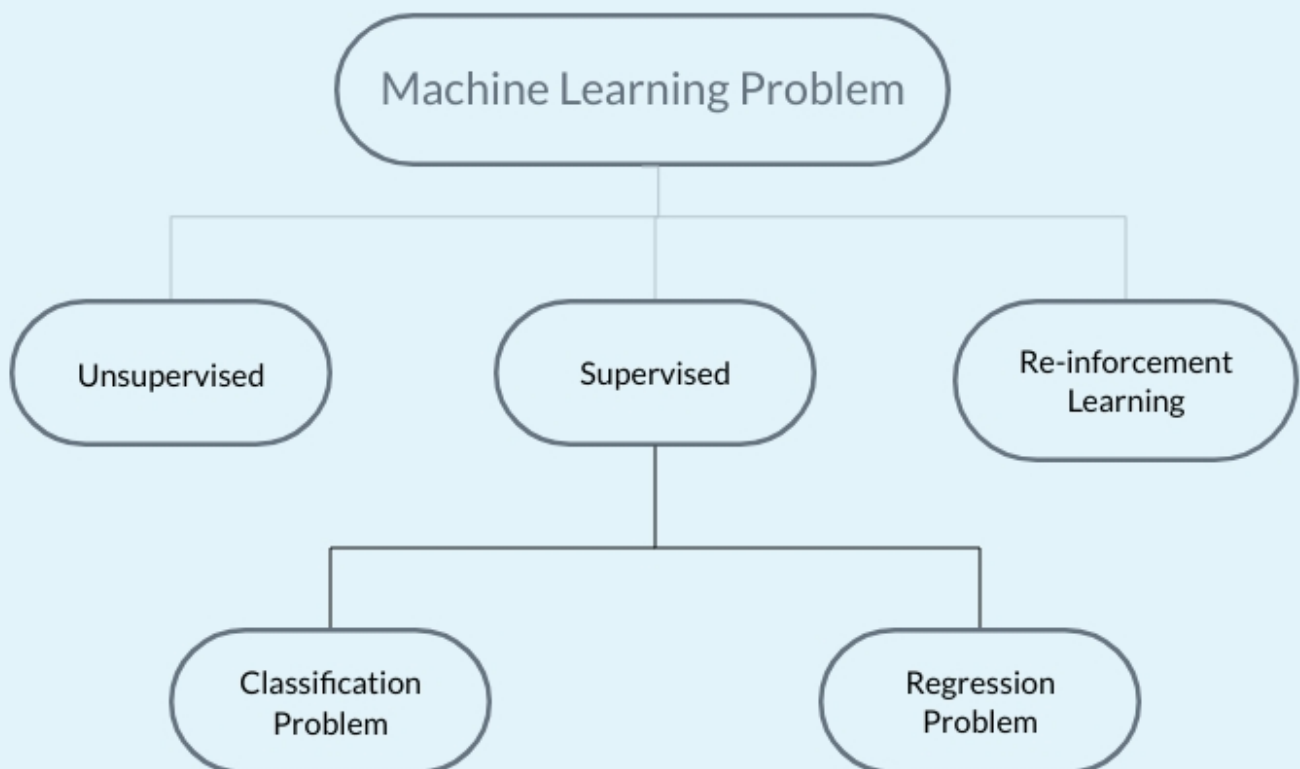 Machine Learning Problem
Unsupervised
Supervised
Re-inforcement
Learning
Classification
Problem
Regression
Problem